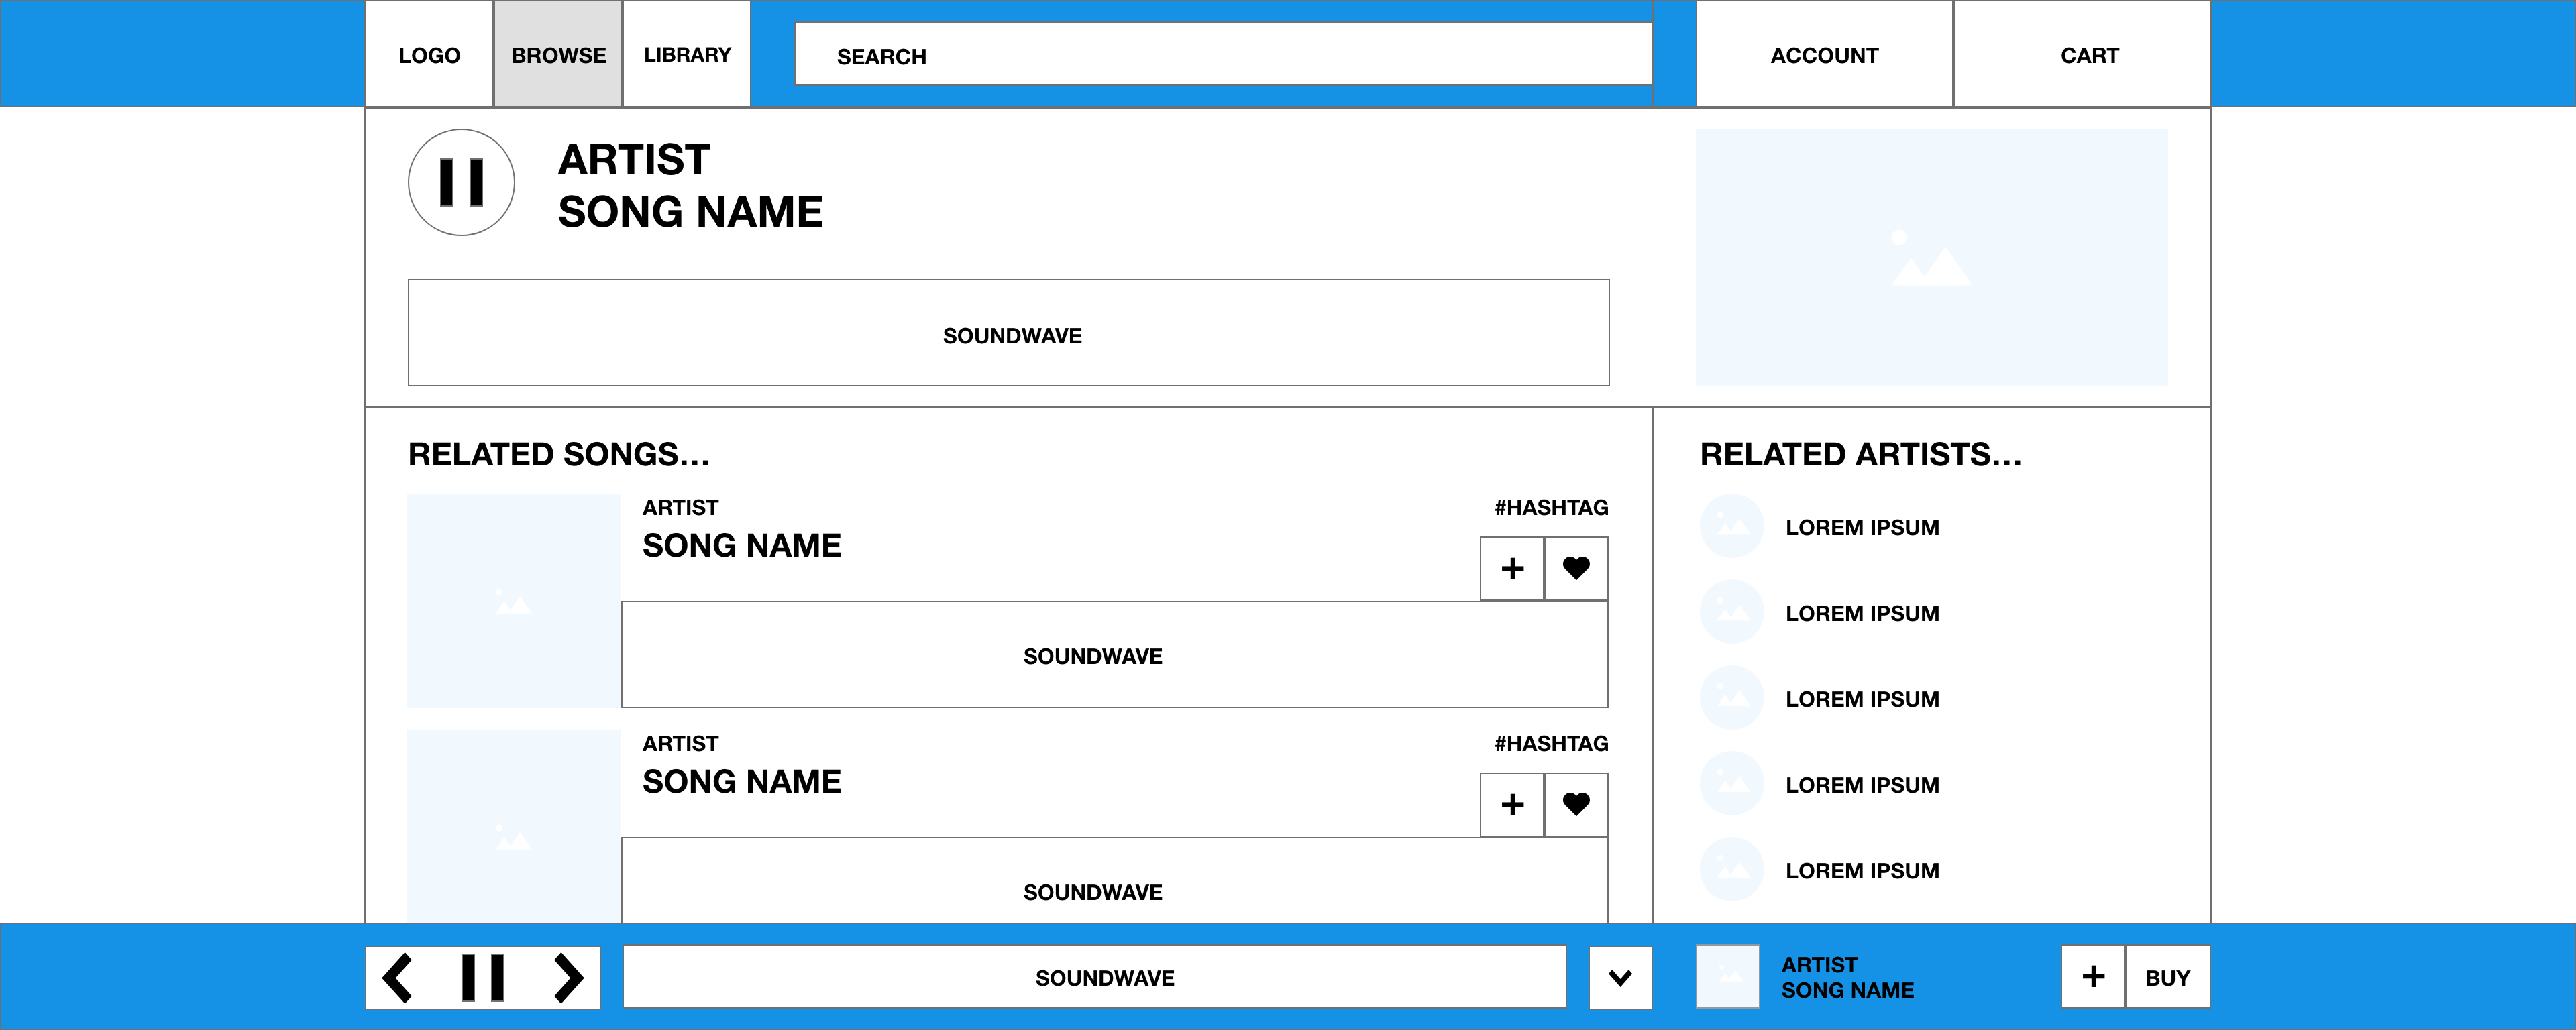 LOGO
BROWSE
LIBRARY
SEARCH
ACCOUNT
CART
ARTIST
SONG NAME
SOUNDWAVE
RELATED SONGS...
ARTIST
#HASHTAG
SONG NAME
SOUNDWAVE
ARTIST
#HASHTAG
SONG NAME
SOUNDWAVE
RELATED ARTISTS...
LOREM IPSUM
LOREM IPSUM
LOREM IPSUM
LOREM IPSUM
LOREM IPSUM
SOUNDWAVE
ARTIST
SONG NAME
BUY